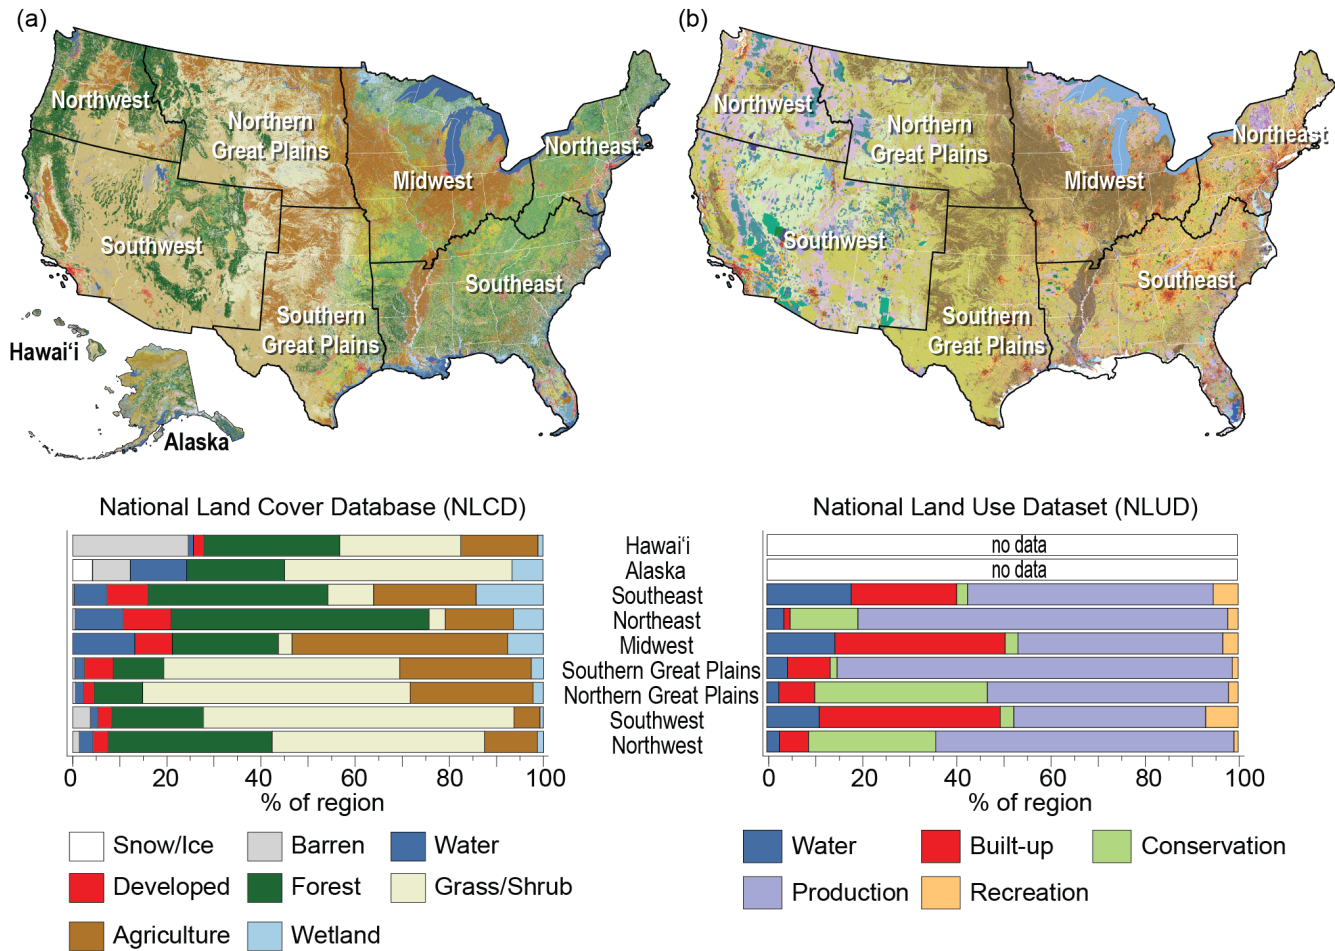 (a)
(b)
Northwest
Northern
Great Plains
Midwest
Northeast
Southwest
Southeast
Southern
Great Plains
Hawaiʻi
Alaska
Northwest
Northern
Great Plains
Midwest
Northeast
Southwest
Southeast
Southern
Great Plains
National Land Cover Database (NLCD)
National Land Use Dataset (NLUD)
Hawaiʻi
no data
Alaska
no data
Southeast
Northeast
Midwest
Southern Great Plains
Northern Great Plains
Southwest
Northwest
0 20 40 60 80 100
% of region
0 20 40 60 80 100
% of region
Snow/Ice Barren Water
Developed Forest Grass/Shrub
Agriculture Wetland
Water Built-up Conservation
Production Recreation